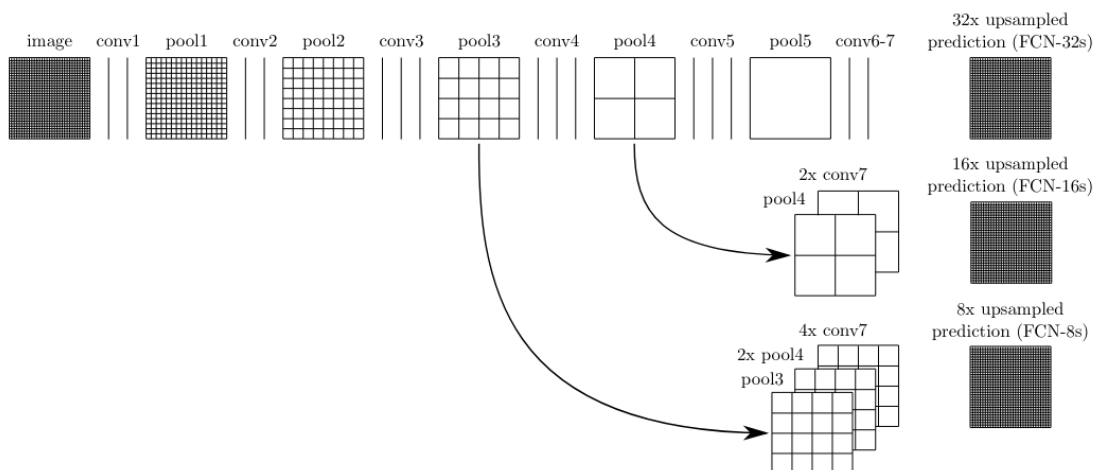 image conv1 pool1 conv2 pool2 conv3 pool3 conv4 pool4 conv5 pool5 conv6-7
32x upsampled
prediction (FCN-32s)
2x conv7
pool4
16x upsampled
prediction (FCN-16s)
4x conv7
2x pool4
pool3
8x upsampled
prediction (FCN-8s)